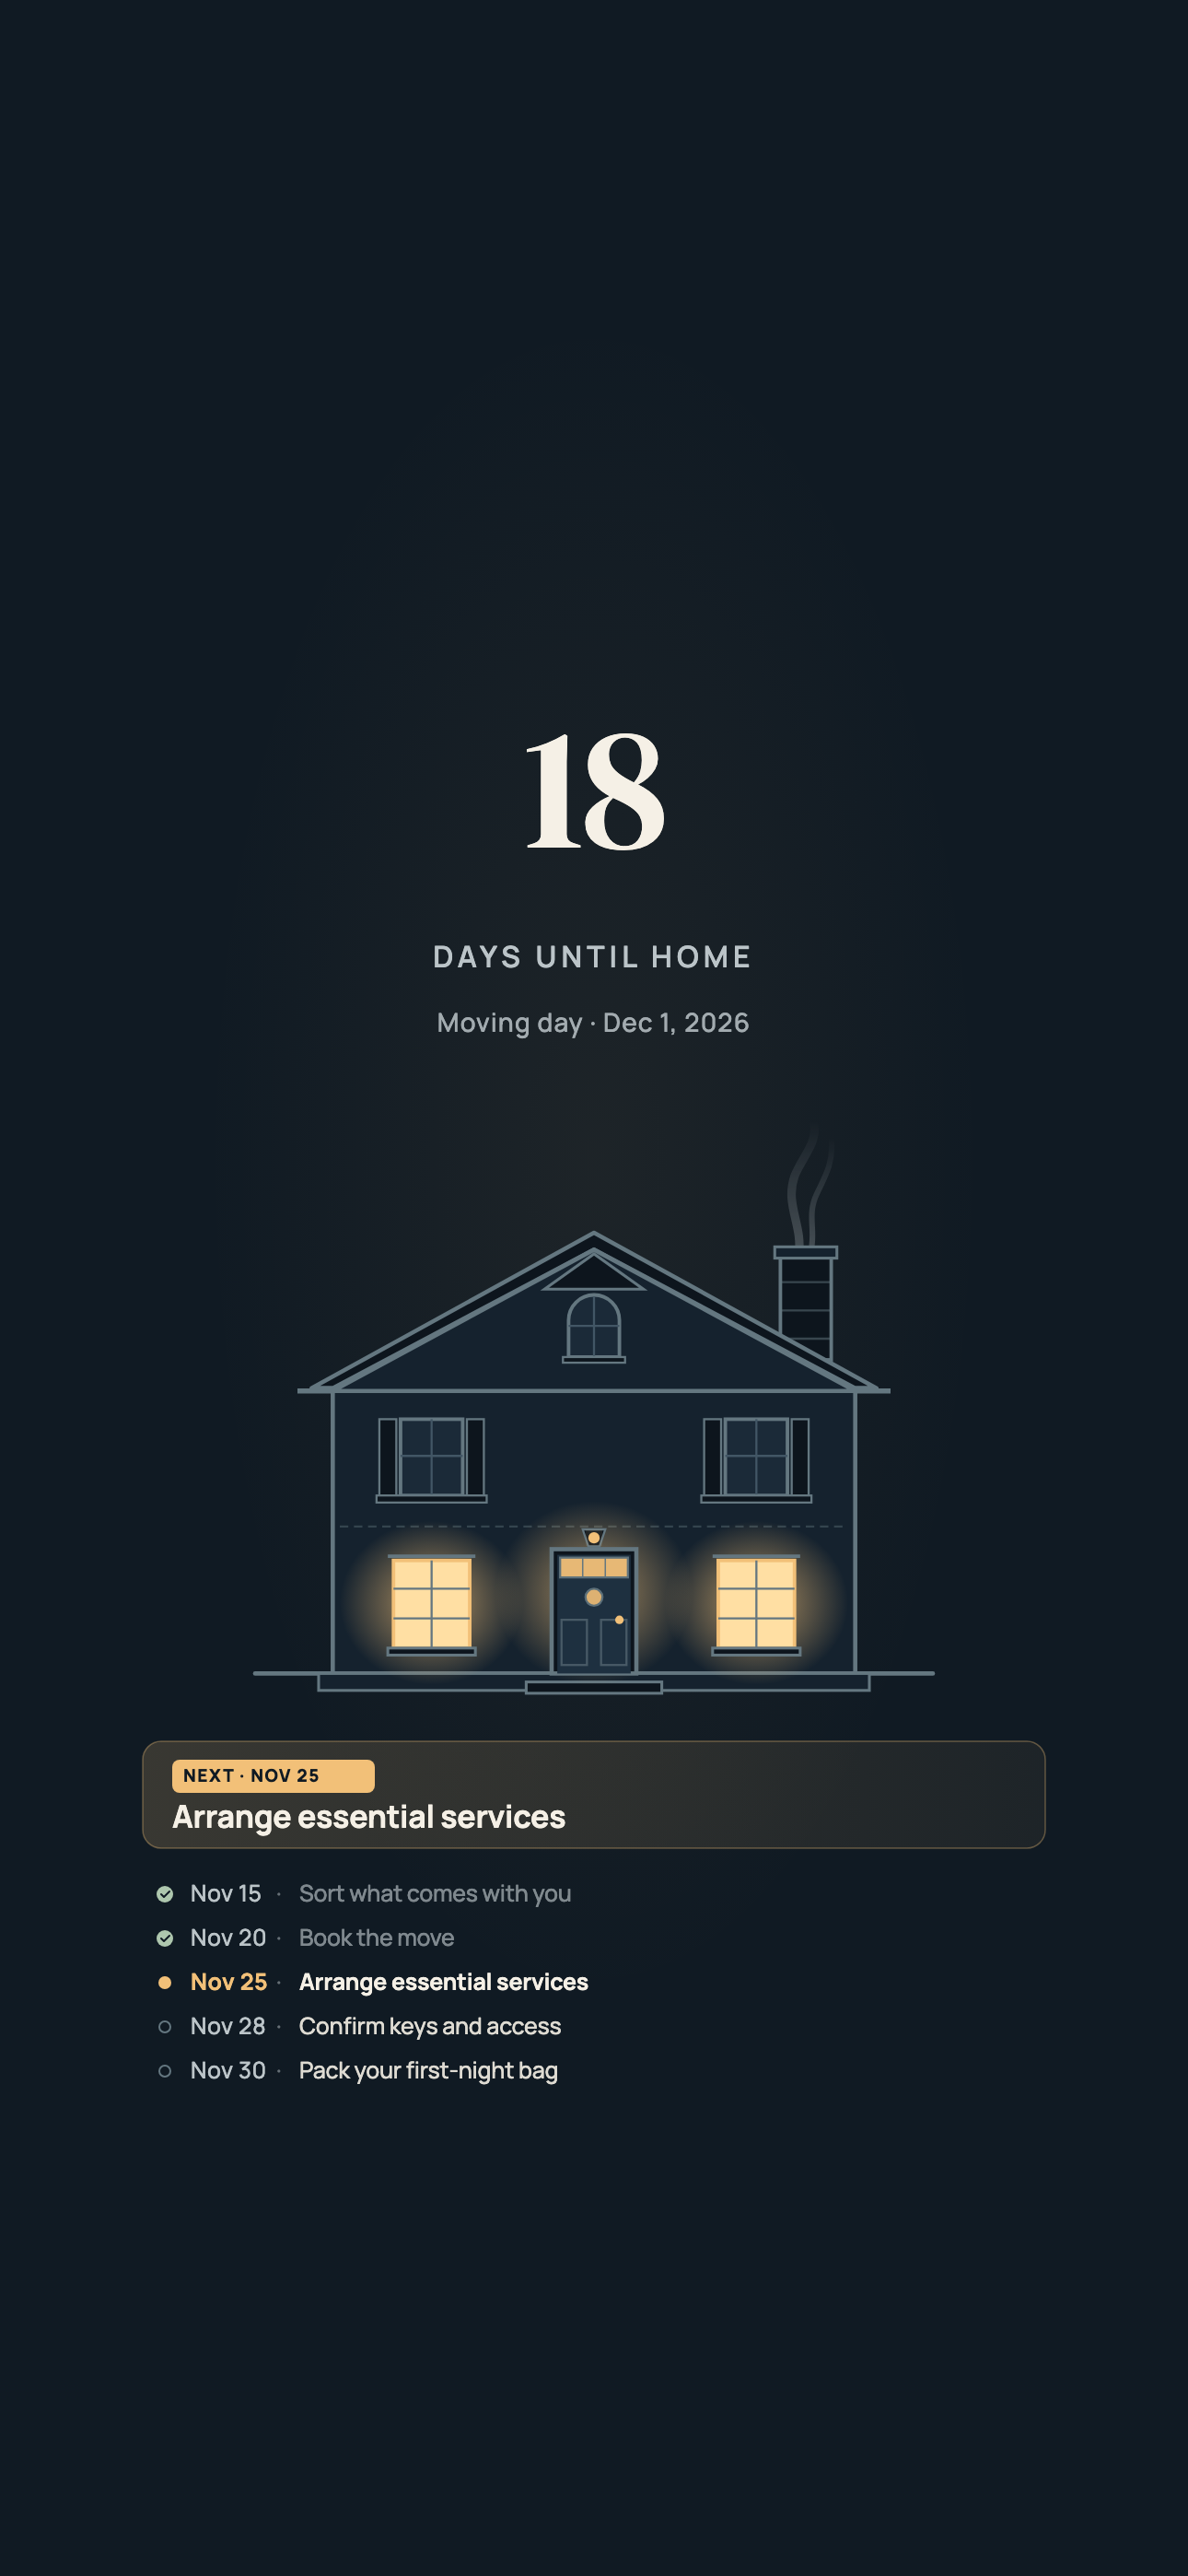 18
DAYS UNTIL HOME
Moving day · Dec 1, 2026
NEXT · NOV 25
Arrange essential services
Nov 15 · Sort what comes with you
Nov 20 · Book the move
Nov 25 · Arrange essential services
Nov 28 · Confirm keys and access
Nov 30 · Pack your first-night bag